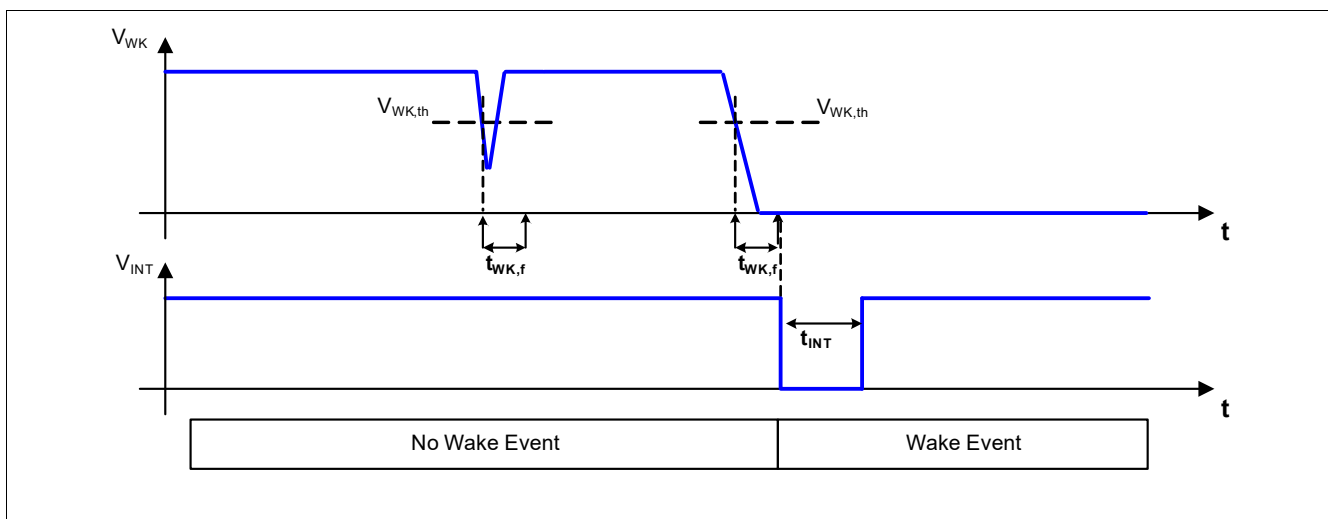 V_WK
V_WK,th
V_WK,th
t
t_WK,f
t_WK,f
V_INT
t_INT
t
No Wake Event
Wake Event